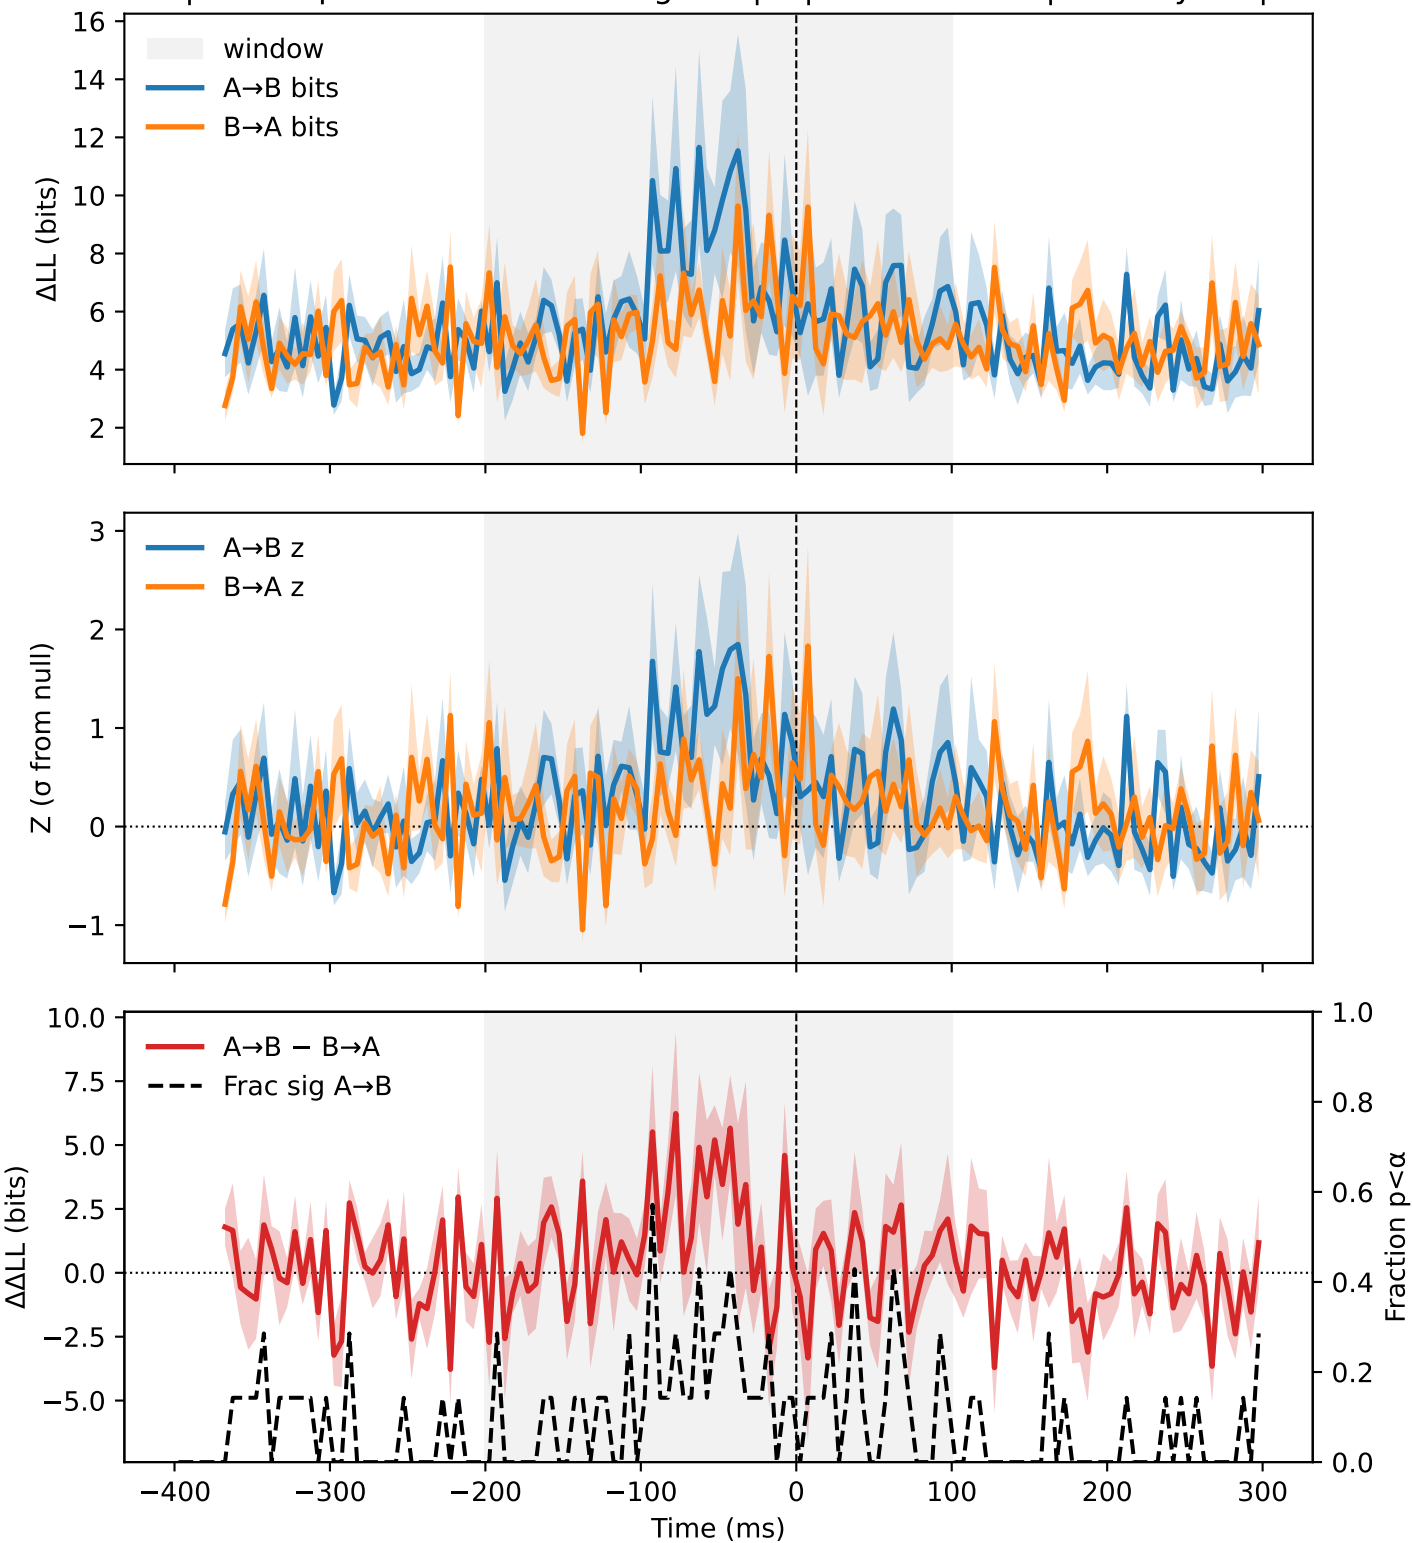 16
14
12
10
8
6
4
2
ΔLL (bits)
window
A→B bits
B→A bits
3
2
1
0
−1
Z (σ from null)
A→B z
B→A z
10.0
7.5
5.0
2.5
0.0
−2.5
−5.0
ΔΔLL (bits)
A→B − B→A
Frac sig A→B
1.0
0.8
0.6
0.4
0.2
0.0
Fraction p<α
−400 −300 −200 −100 0 100 200 300
Time (ms)